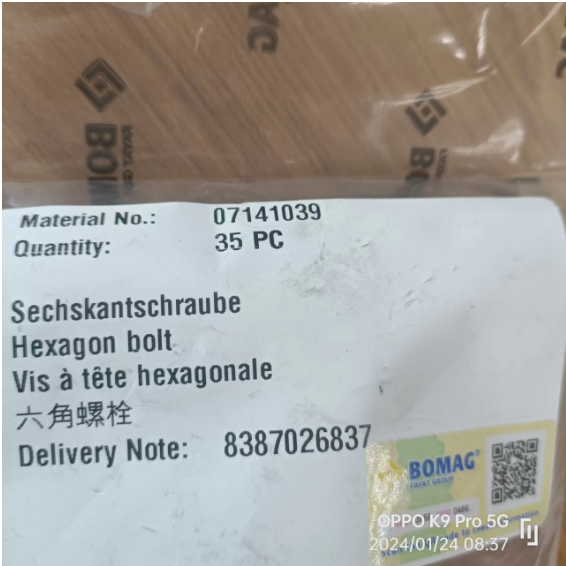 BOMAG
BOMAG
Material No.: 07141039
Quantity: 35 PC
Sechskantschraube
Hexagon bolt
Vis à tête hexagonale
六角螺栓
Delivery Note: 8387026837
BOMAG®
FAYAT GROUP
OPPO K9 Pro 5G
2024/01/24 08:37